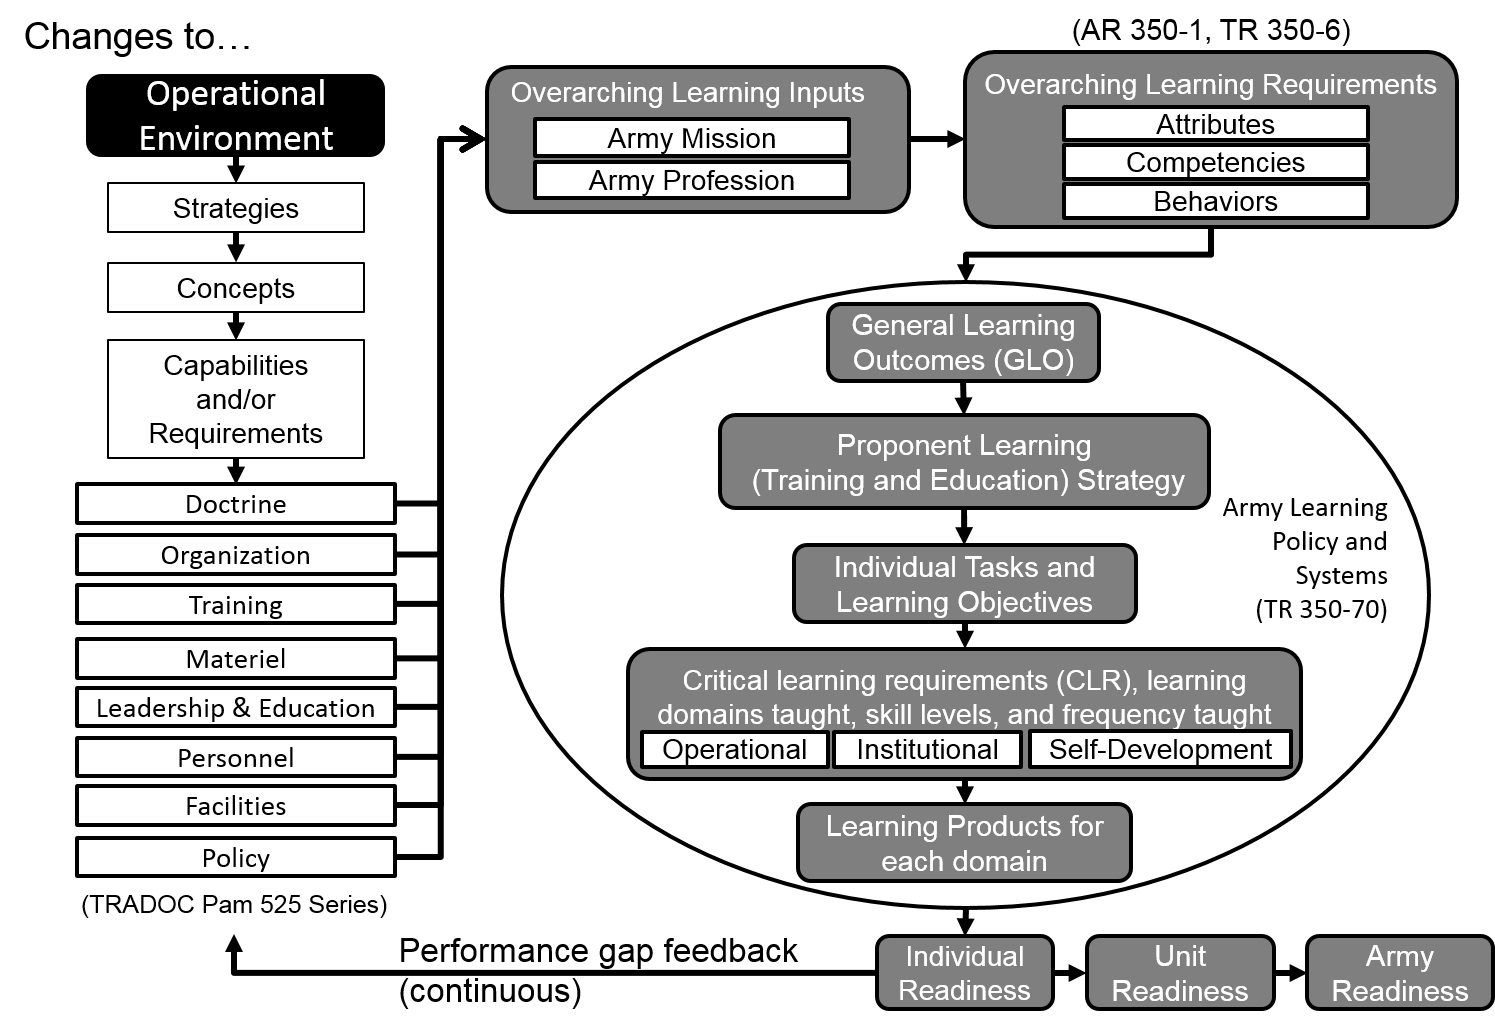 Changes to…
Operational
Environment
Strategies
Concepts
Capabilities
and/or
Requirements
Doctrine
Organization
Training
Materiel
Leadership & Education
Personnel
Facilities
Policy
(TRADOC Pam 525 Series)
Overarching Learning Inputs
Army Mission
Army Profession
(AR 350-1, TR 350-6)
Overarching Learning Requirements
Attributes
Competencies
Behaviors
General Learning
Outcomes (GLO)
Proponent Learning
(Training and Education) Strategy
Individual Tasks and
Learning Objectives
Army Learning
Policy and
Systems
(TR 350-70)
Critical learning requirements (CLR), learning
domains taught, skill levels, and frequency taught
Operational
Institutional
Self-Development
Learning Products for
each domain
Performance gap feedback
(continuous)
Individual
Readiness
Unit
Readiness
Army
Readiness